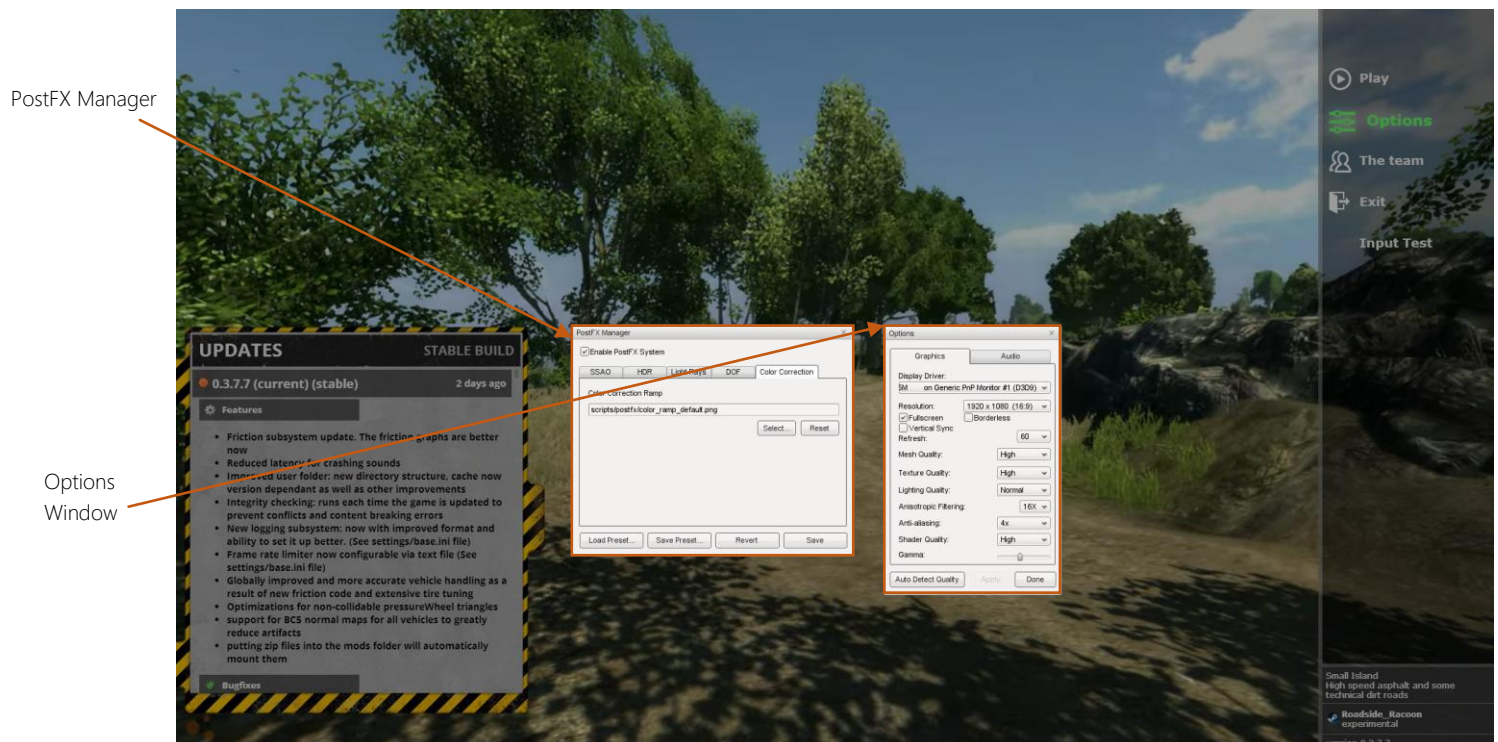 PostFX Manager
Options
Window
UPDATES
STABLE BUILD
0.3.7.7 (current) (stable)
2 days ago
Features
• Friction subsystem update. The friction graphs are better
now
• Reduced latency for crashing sounds
• Improved user folder: new directory structure, cache now
version dependant as well as other improvements
• Integrity checking: runs each time the game is updated to
prevent conflicts and content breaking errors
• New logging subsystem: now with improved format and
ability to set it up better. (See settings/base.ini file)
• Frame rate limiter now configurable via text file (See
settings/base.ini file)
• Globally improved and more accurate vehicle handling as a
result of new friction code and extensive tire tuning
• Optimizations for non-collidable pressureWheel triangles
• support for BC5 normal maps for all vehicles to greatly
reduce artifacts
• putting zip files into the mods folder will automatically
mount them
Bugfixes
PostFX Manager
Enable PostFX System
SSAO HDR Light Rays DOF Color Correction
Color Correction Ramp
scripts/postfx/color_ramp_default.png
Select... Reset
Load Preset... Save Preset... Revert Save
Options
Graphics Audio
Display Driver:
SM on Generic PnP Monitor #1 (D3D9)
Resolution: 1920 x 1080 (16:9)
Fullscreen Borderless
Vertical Sync
Refresh: 60
Mesh Quality: High
Texture Quality: High
Lighting Quality: Normal
Anisotropic Filtering: 16X
Anti-aliasing: 4x
Shader Quality: High
Gamma:
Auto Detect Quality Apply Done
Play
Options
The team
Exit
Input Test
Small Island
High speed asphalt and some
technical dirt roads
Roadside_Racoon
experimental